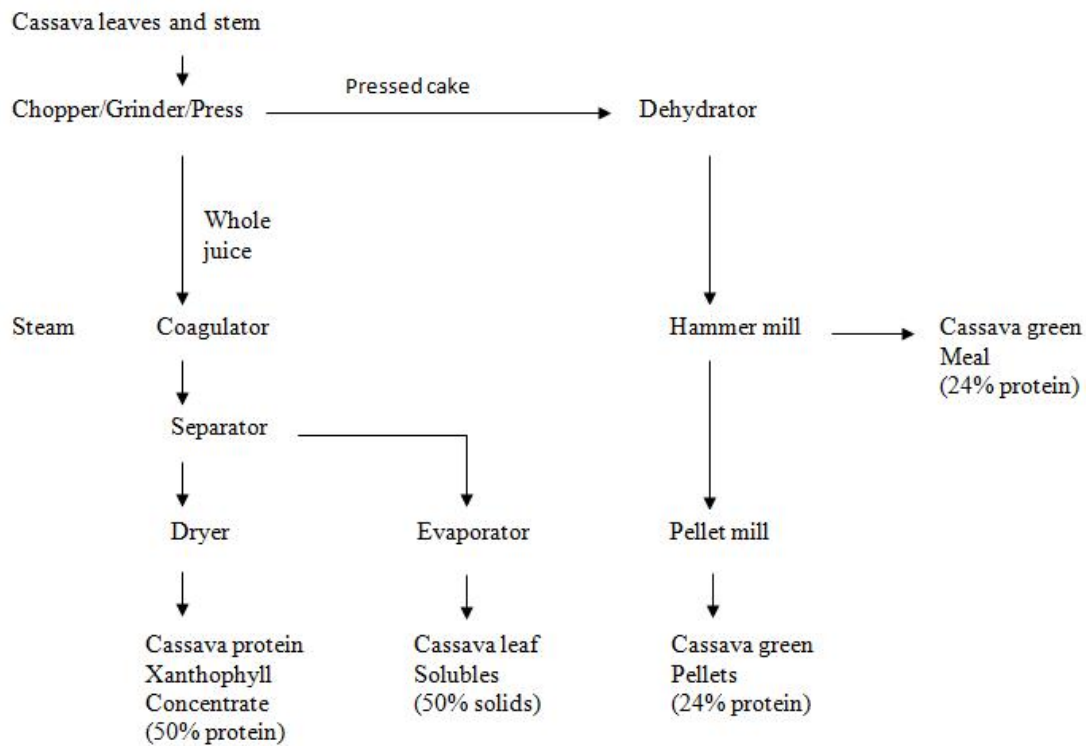 Cassava leaves and stem
Pressed cake
Chopper/Grinder/Press
Dehydrator
Whole
juice
Steam
Coagulator
Hammer mill
Cassava green
Meal
(24% protein)
Separator
Dryer
Evaporator
Pellet mill
Cassava protein
Xanthophyll
Concentrate
(50% protein)
Cassava leaf
Solubles
(50% solids)
Cassava green
Pellets
(24% protein)